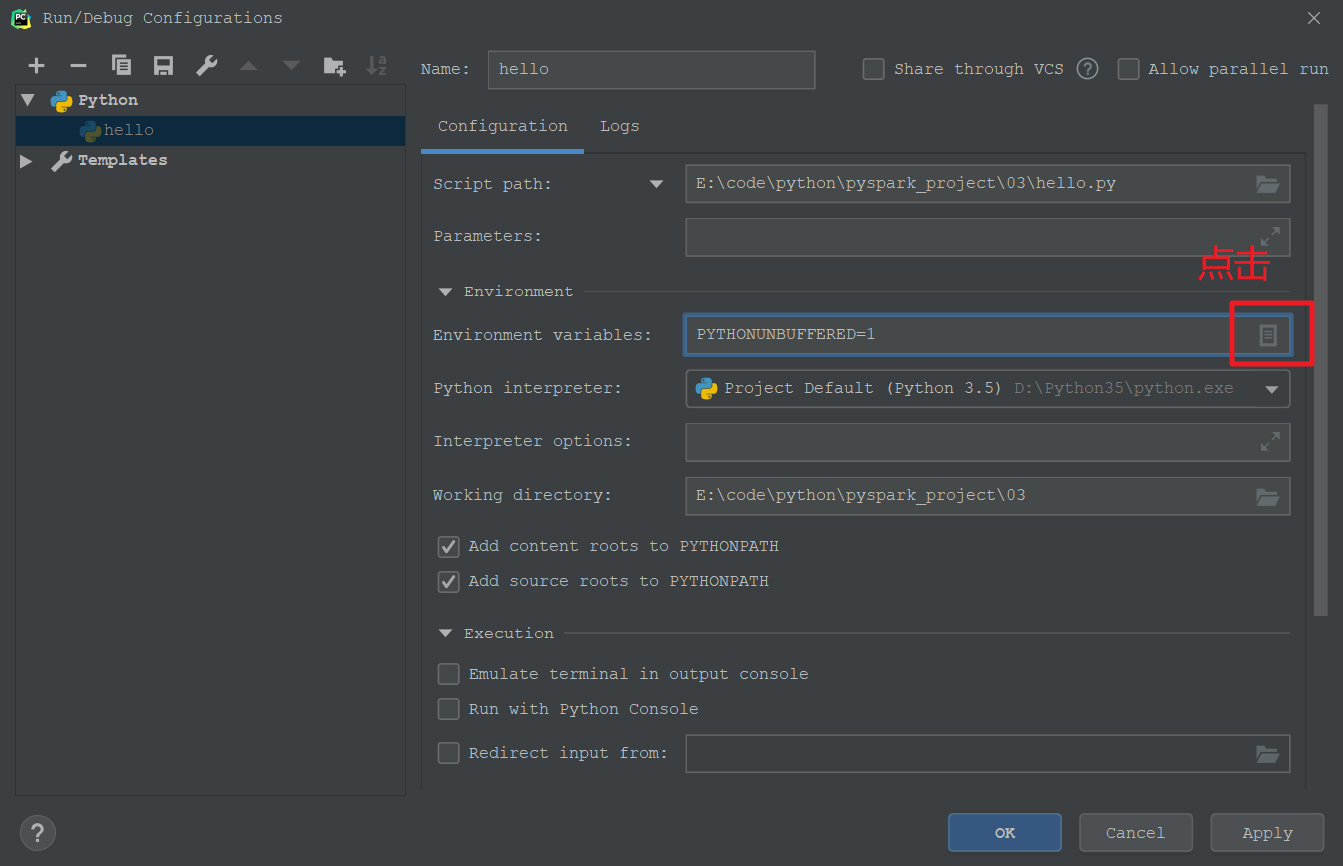 Run/Debug Configurations
Name: hello Share through VCS ? Allow parallel run
Python
hello
Templates
Configuration Logs
Script path: E:\code\python\pyspark_project\03\hello.py
Parameters:
点击
Environment
Environment variables: PYTHONUNBUFFERED=1
Python interpreter: Project Default (Python 3.5) D:\Python35\python.exe
Interpreter options:
Working directory: E:\code\python\pyspark_project\03
Add content roots to PYTHONPATH
Add source roots to PYTHONPATH
Execution
Emulate terminal in output console
Run with Python Console
Redirect input from:
? OK Cancel Apply